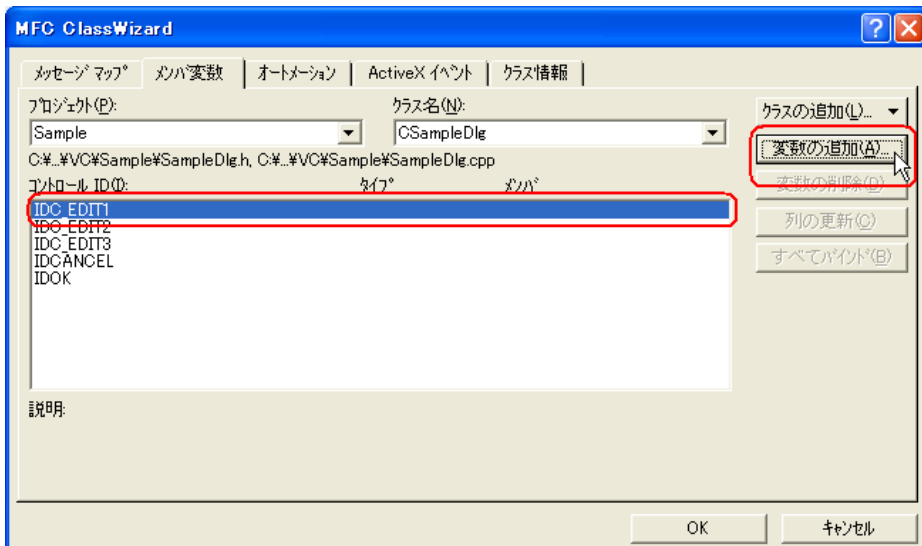 MFC ClassWizard
メッセージ マップ メンバ変数 オートメーション ActiveX イベント クラス情報
プロジェクト(P): クラス名(N):
Sample CSampleDlg
C:¥...¥VC¥Sample¥SampleDlg.h, C:¥...¥VC¥Sample¥SampleDlg.cpp
コントロール ID(I): タイプ メンバ
IDC_EDIT1
IDC_EDIT2
IDC_EDIT3
IDCANCEL
IDOK
クラスの追加(L)...
変数の追加(A)...
変数の削除(D)
列の更新(C)
すべてバインド(B)
説明:
OK キャンセル